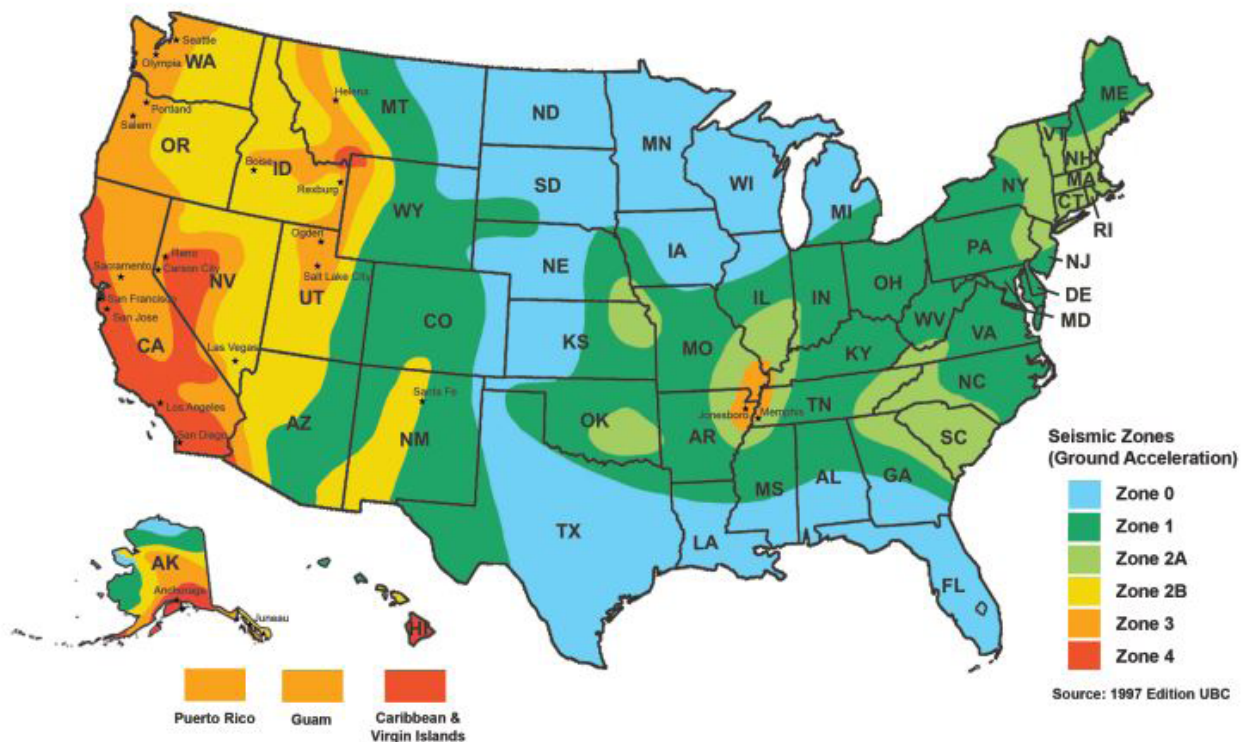 Seattle
Olympia
WA
Portland
Salem
OR
Boise
ID
Rexburg
Helena
MT
ND
MN
SD
WI
MI
WY
Ogden
Salt Lake City
UT
Reno
Carson City
NV
Sacramento
San Francisco
San Jose
CA
Las Vegas
Los Angeles
San Diego
AZ
Santa Fe
NM
CO
NE
IA
KS
MO
IL
IN
OH
KY
WV
VA
PA
NY
VT
NH
ME
MA
CT
RI
NJ
DE
MD
OK
AR
Jonesboro
Memphis
TN
NC
SC
MS
AL
GA
TX
LA
FL
AK
Anchorage
Juneau
HI
Puerto Rico
Guam
Caribbean &
Virgin Islands
Seismic Zones
(Ground Acceleration)
Zone 0
Zone 1
Zone 2A
Zone 2B
Zone 3
Zone 4
Source: 1997 Edition UBC